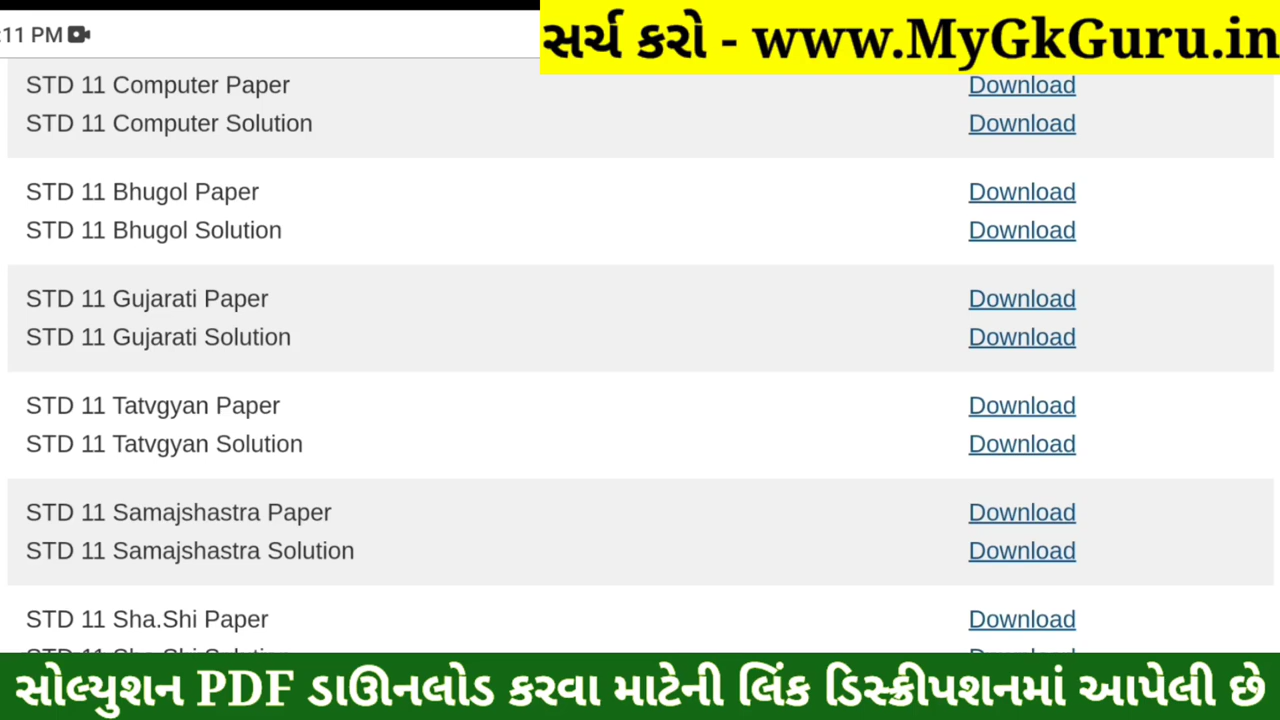 :11 PM
સર્ચ કરો - www.MyGkGuru.in
STD 11 Computer Paper Download
STD 11 Computer Solution Download
STD 11 Bhugol Paper Download
STD 11 Bhugol Solution Download
STD 11 Gujarati Paper Download
STD 11 Gujarati Solution Download
STD 11 Tatvgyan Paper Download
STD 11 Tatvgyan Solution Download
STD 11 Samajshastra Paper Download
STD 11 Samajshastra Solution Download
STD 11 Sha.Shi Paper Download
સોલ્યુશન PDF ડાઊનલોડ કરવા માટેની લિંક ડિસ્ક્રીપશનમાં આપેલી છે